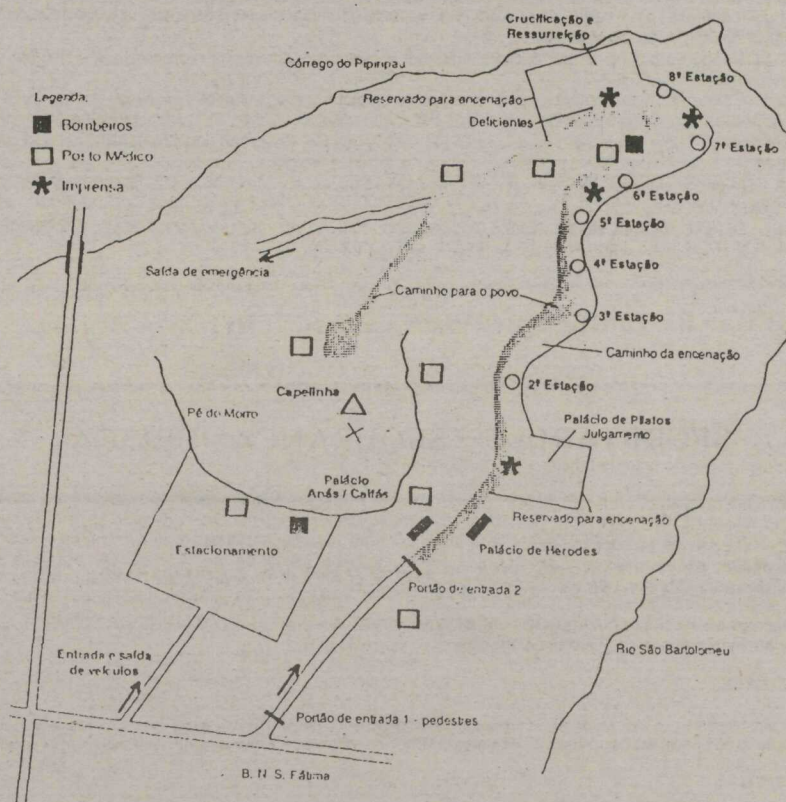 Crucificação e
Ressurreição
Córrego do Pipiripau
8ª Estação
Legenda.
Reservado para encenação
Bombeiros
Deficientes
Posto Médico
7ª Estação
Imprensa
6ª Estação
5ª Estação
Saída de emergência
4ª Estação
Caminho para o povo
3ª Estação
Caminho da encenação
Capelinha
2ª Estação
Pé do Morro
Palácio de Pilatos
Julgamento
Palácio
Anás / Caifás
Reservado para encenação
Estacionamento
Palácio de Herodes
Portão de entrada 2
Entrada e saída
de veículos
Rio São Bartolomeu
Portão de entrada 1 - pedestres
B. N. S. Fátima